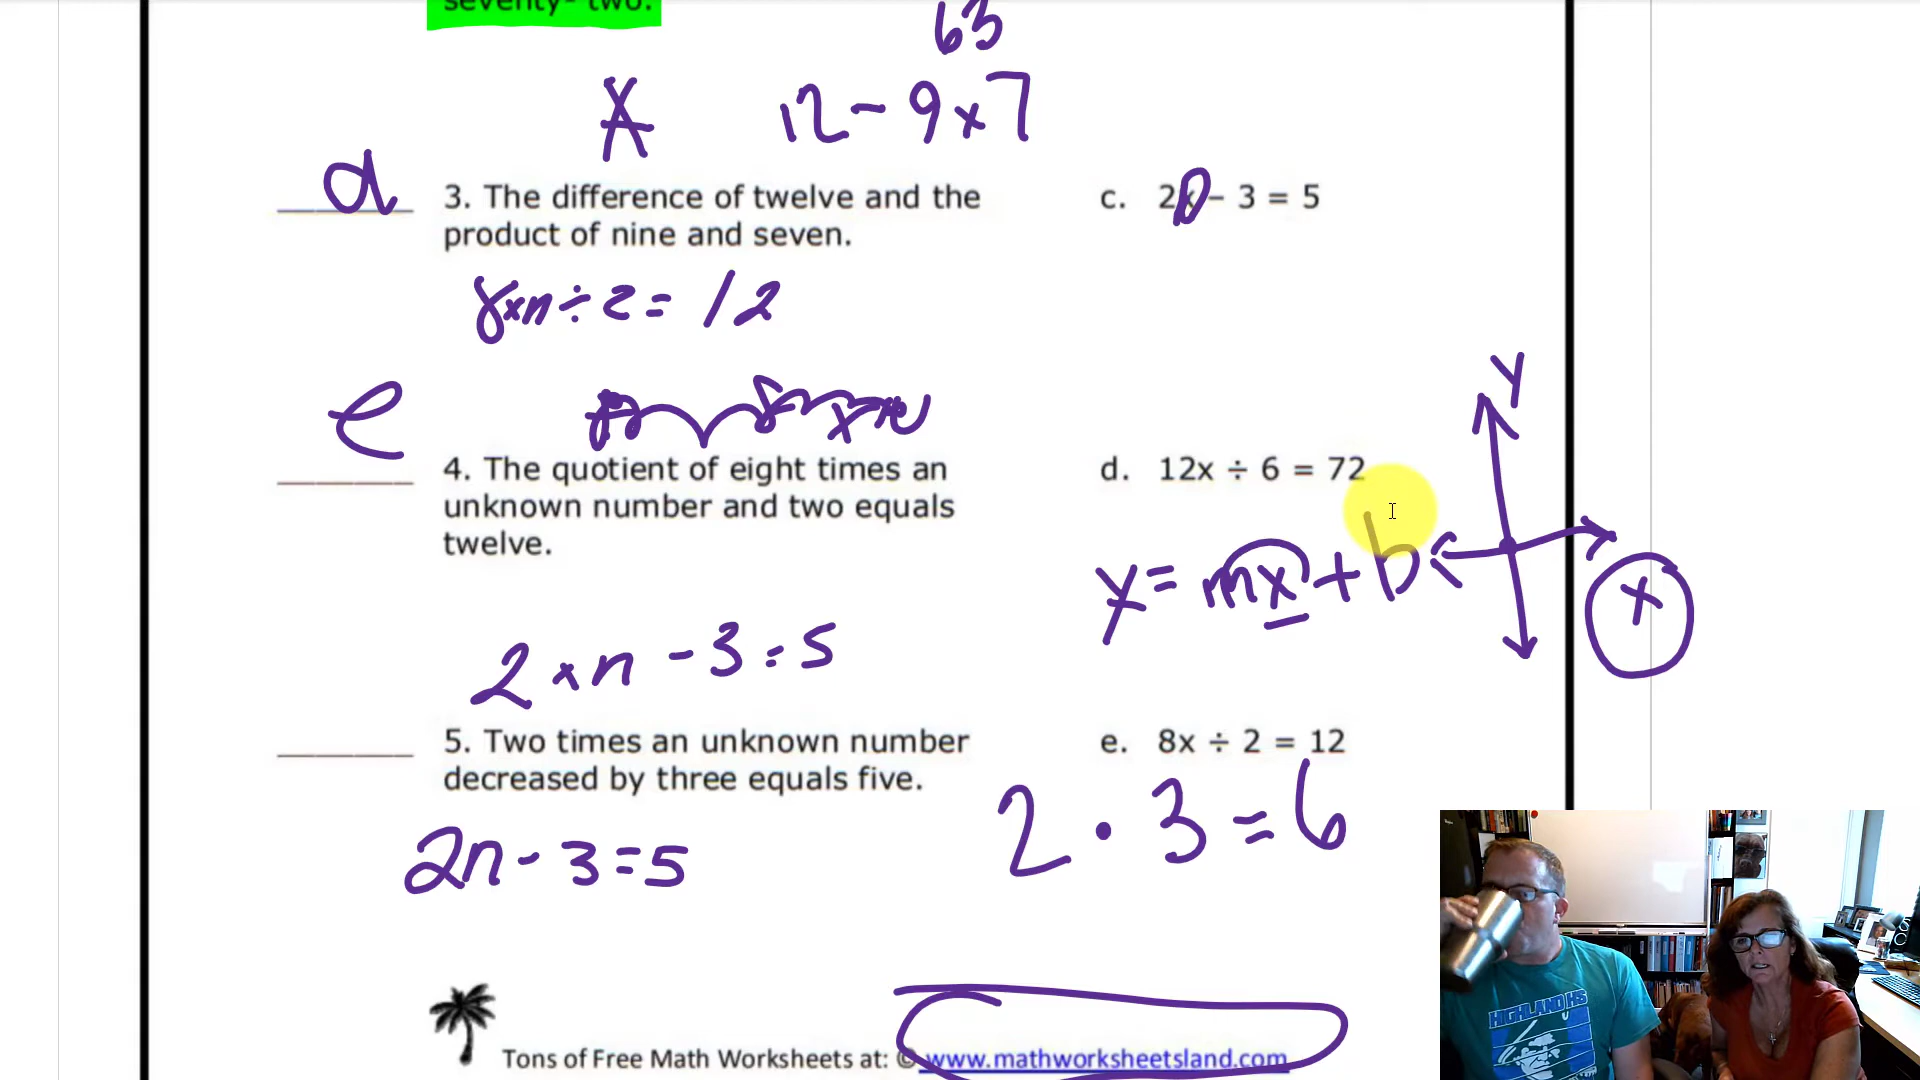 seventy- two.
63
12 - 9 x 7
a
3. The difference of twelve and the
product of nine and seven.
c. 2x – 3 = 5
8xn ÷ 2 = 12
y
e
4. The quotient of eight times an
unknown number and two equals
twelve.
d. 12x ÷ 6 = 72
y = mx + b
x
2 x n - 3 = 5
5. Two times an unknown number
decreased by three equals five.
e. 8x ÷ 2 = 12
2 · 3 = 6
2n - 3 = 5
HIGHLAND HS
Tons of Free Math Worksheets at: © www.mathworksheetsland.com